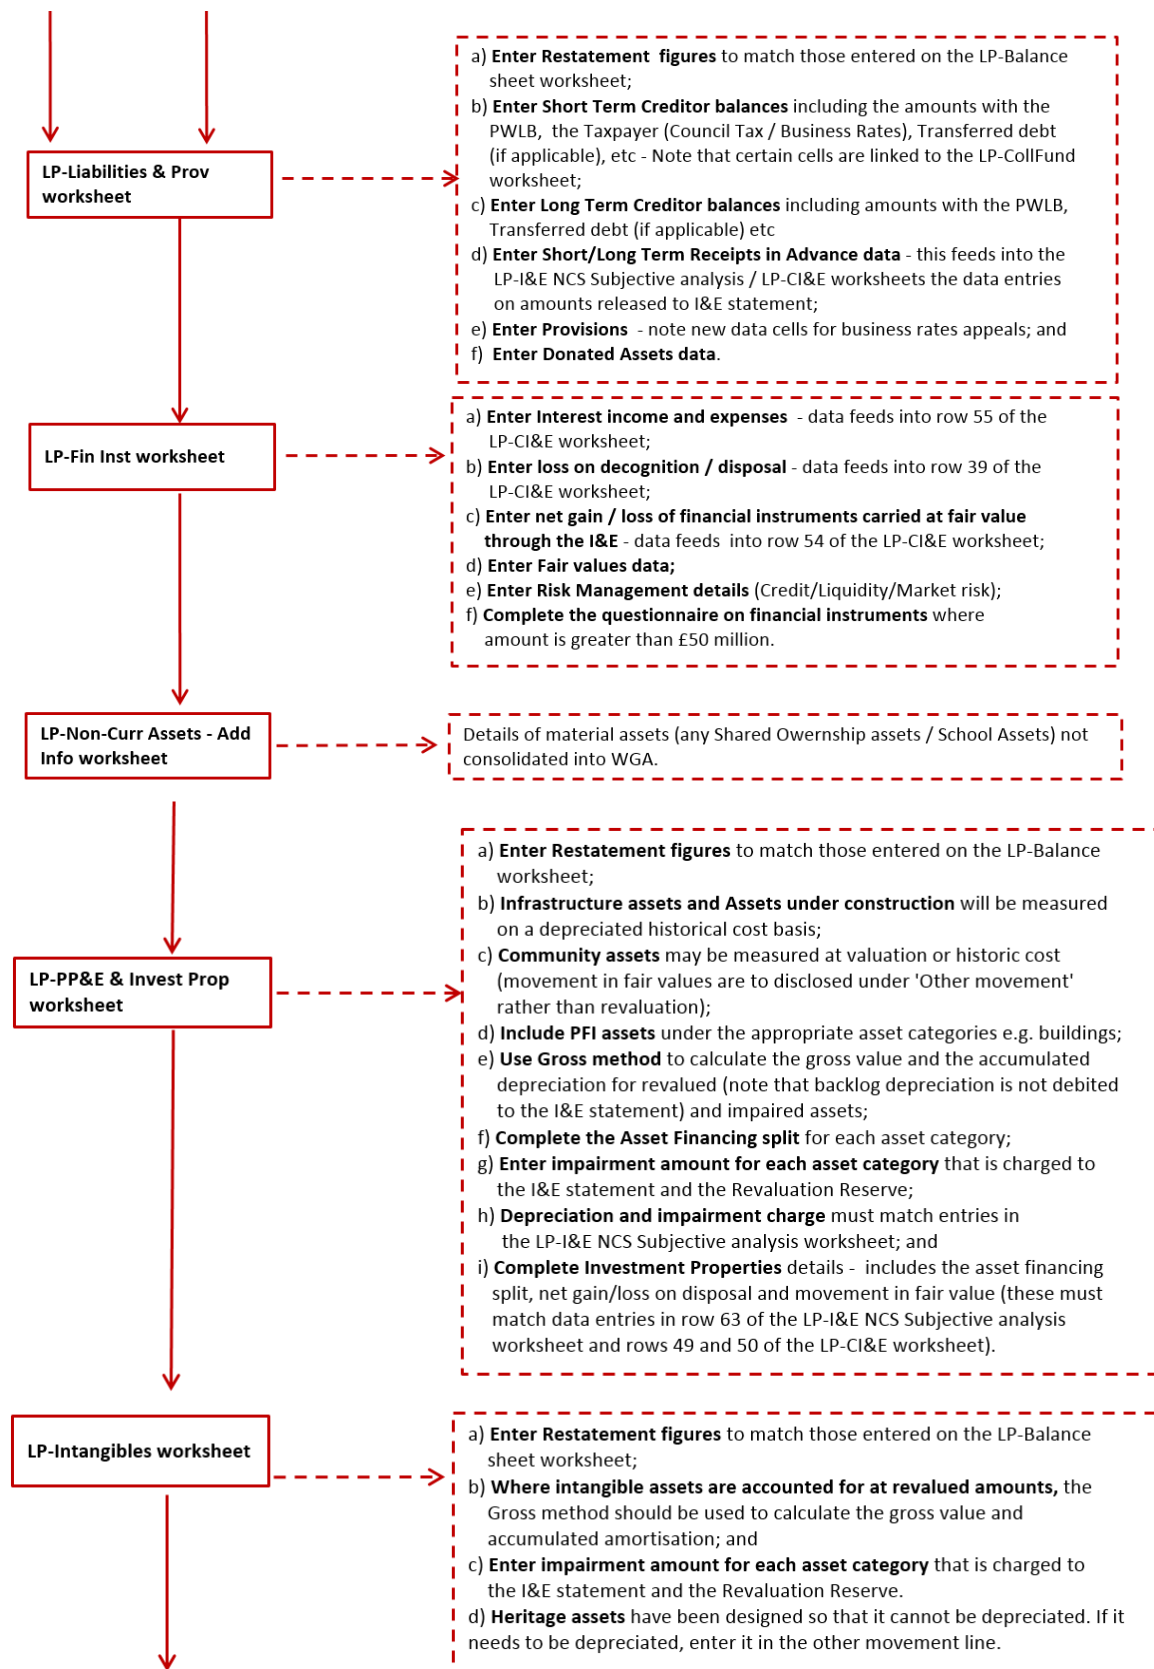 a) Enter Restatement figures to match those entered on the LP-Balance
sheet worksheet;
b) Enter Short Term Creditor balances including the amounts with the
PWLB, the Taxpayer (Council Tax / Business Rates), Transferred debt
(if applicable), etc - Note that certain cells are linked to the LP-CollFund
worksheet;
c) Enter Long Term Creditor balances including amounts with the PWLB,
Transferred debt (if applicable) etc
d) Enter Short/Long Term Receipts in Advance data - this feeds into the
LP-I&E NCS Subjective analysis / LP-CI&E worksheets the data entries
on amounts released to I&E statement;
e) Enter Provisions - note new data cells for business rates appeals; and
f) Enter Donated Assets data.
LP-Liabilities & Prov
worksheet
a) Enter Interest income and expenses - data feeds into row 55 of the
LP-CI&E worksheet;
b) Enter loss on decognition / disposal - data feeds into row 39 of the
LP-CI&E worksheet;
c) Enter net gain / loss of financial instruments carried at fair value
through the I&E - data feeds into row 54 of the LP-CI&E worksheet;
d) Enter Fair values data;
e) Enter Risk Management details (Credit/Liquidity/Market risk);
f) Complete the questionnaire on financial instruments where
amount is greater than £50 million.
LP-Fin Inst worksheet
LP-Non-Curr Assets - Add
Info worksheet
Details of material assets (any Shared Ownership assets / School Assets) not
consolidated into WGA.
a) Enter Restatement figures to match those entered on the LP-Balance
worksheet;
b) Infrastructure assets and Assets under construction will be measured
on a depreciated historical cost basis;
c) Community assets may be measured at valuation or historic cost
(movement in fair values are to disclosed under 'Other movement'
rather than revaluation);
d) Include PFI assets under the appropriate asset categories e.g. buildings;
e) Use Gross method to calculate the gross value and the accumulated
depreciation for revalued (note that backlog depreciation is not debited
to the I&E statement) and impaired assets;
f) Complete the Asset Financing split for each asset category;
g) Enter impairment amount for each asset category that is charged to
the I&E statement and the Revaluation Reserve;
h) Depreciation and impairment charge must match entries in
the LP-I&E NCS Subjective analysis worksheet; and
i) Complete Investment Properties details - includes the asset financing
split, net gain/loss on disposal and movement in fair value (these must
match data entries in row 63 of the LP-I&E NCS Subjective analysis
worksheet and rows 49 and 50 of the LP-CI&E worksheet).
LP-PP&E & Invest Prop
worksheet
LP-Intangibles worksheet
a) Enter Restatement figures to match those entered on the LP-Balance
sheet worksheet;
b) Where intangible assets are accounted for at revalued amounts, the
Gross method should be used to calculate the gross value and
accumulated amortisation; and
c) Enter impairment amount for each asset category that is charged to
the I&E statement and the Revaluation Reserve.
d) Heritage assets have been designed so that it cannot be depreciated. If it
needs to be depreciated, enter it in the other movement line.